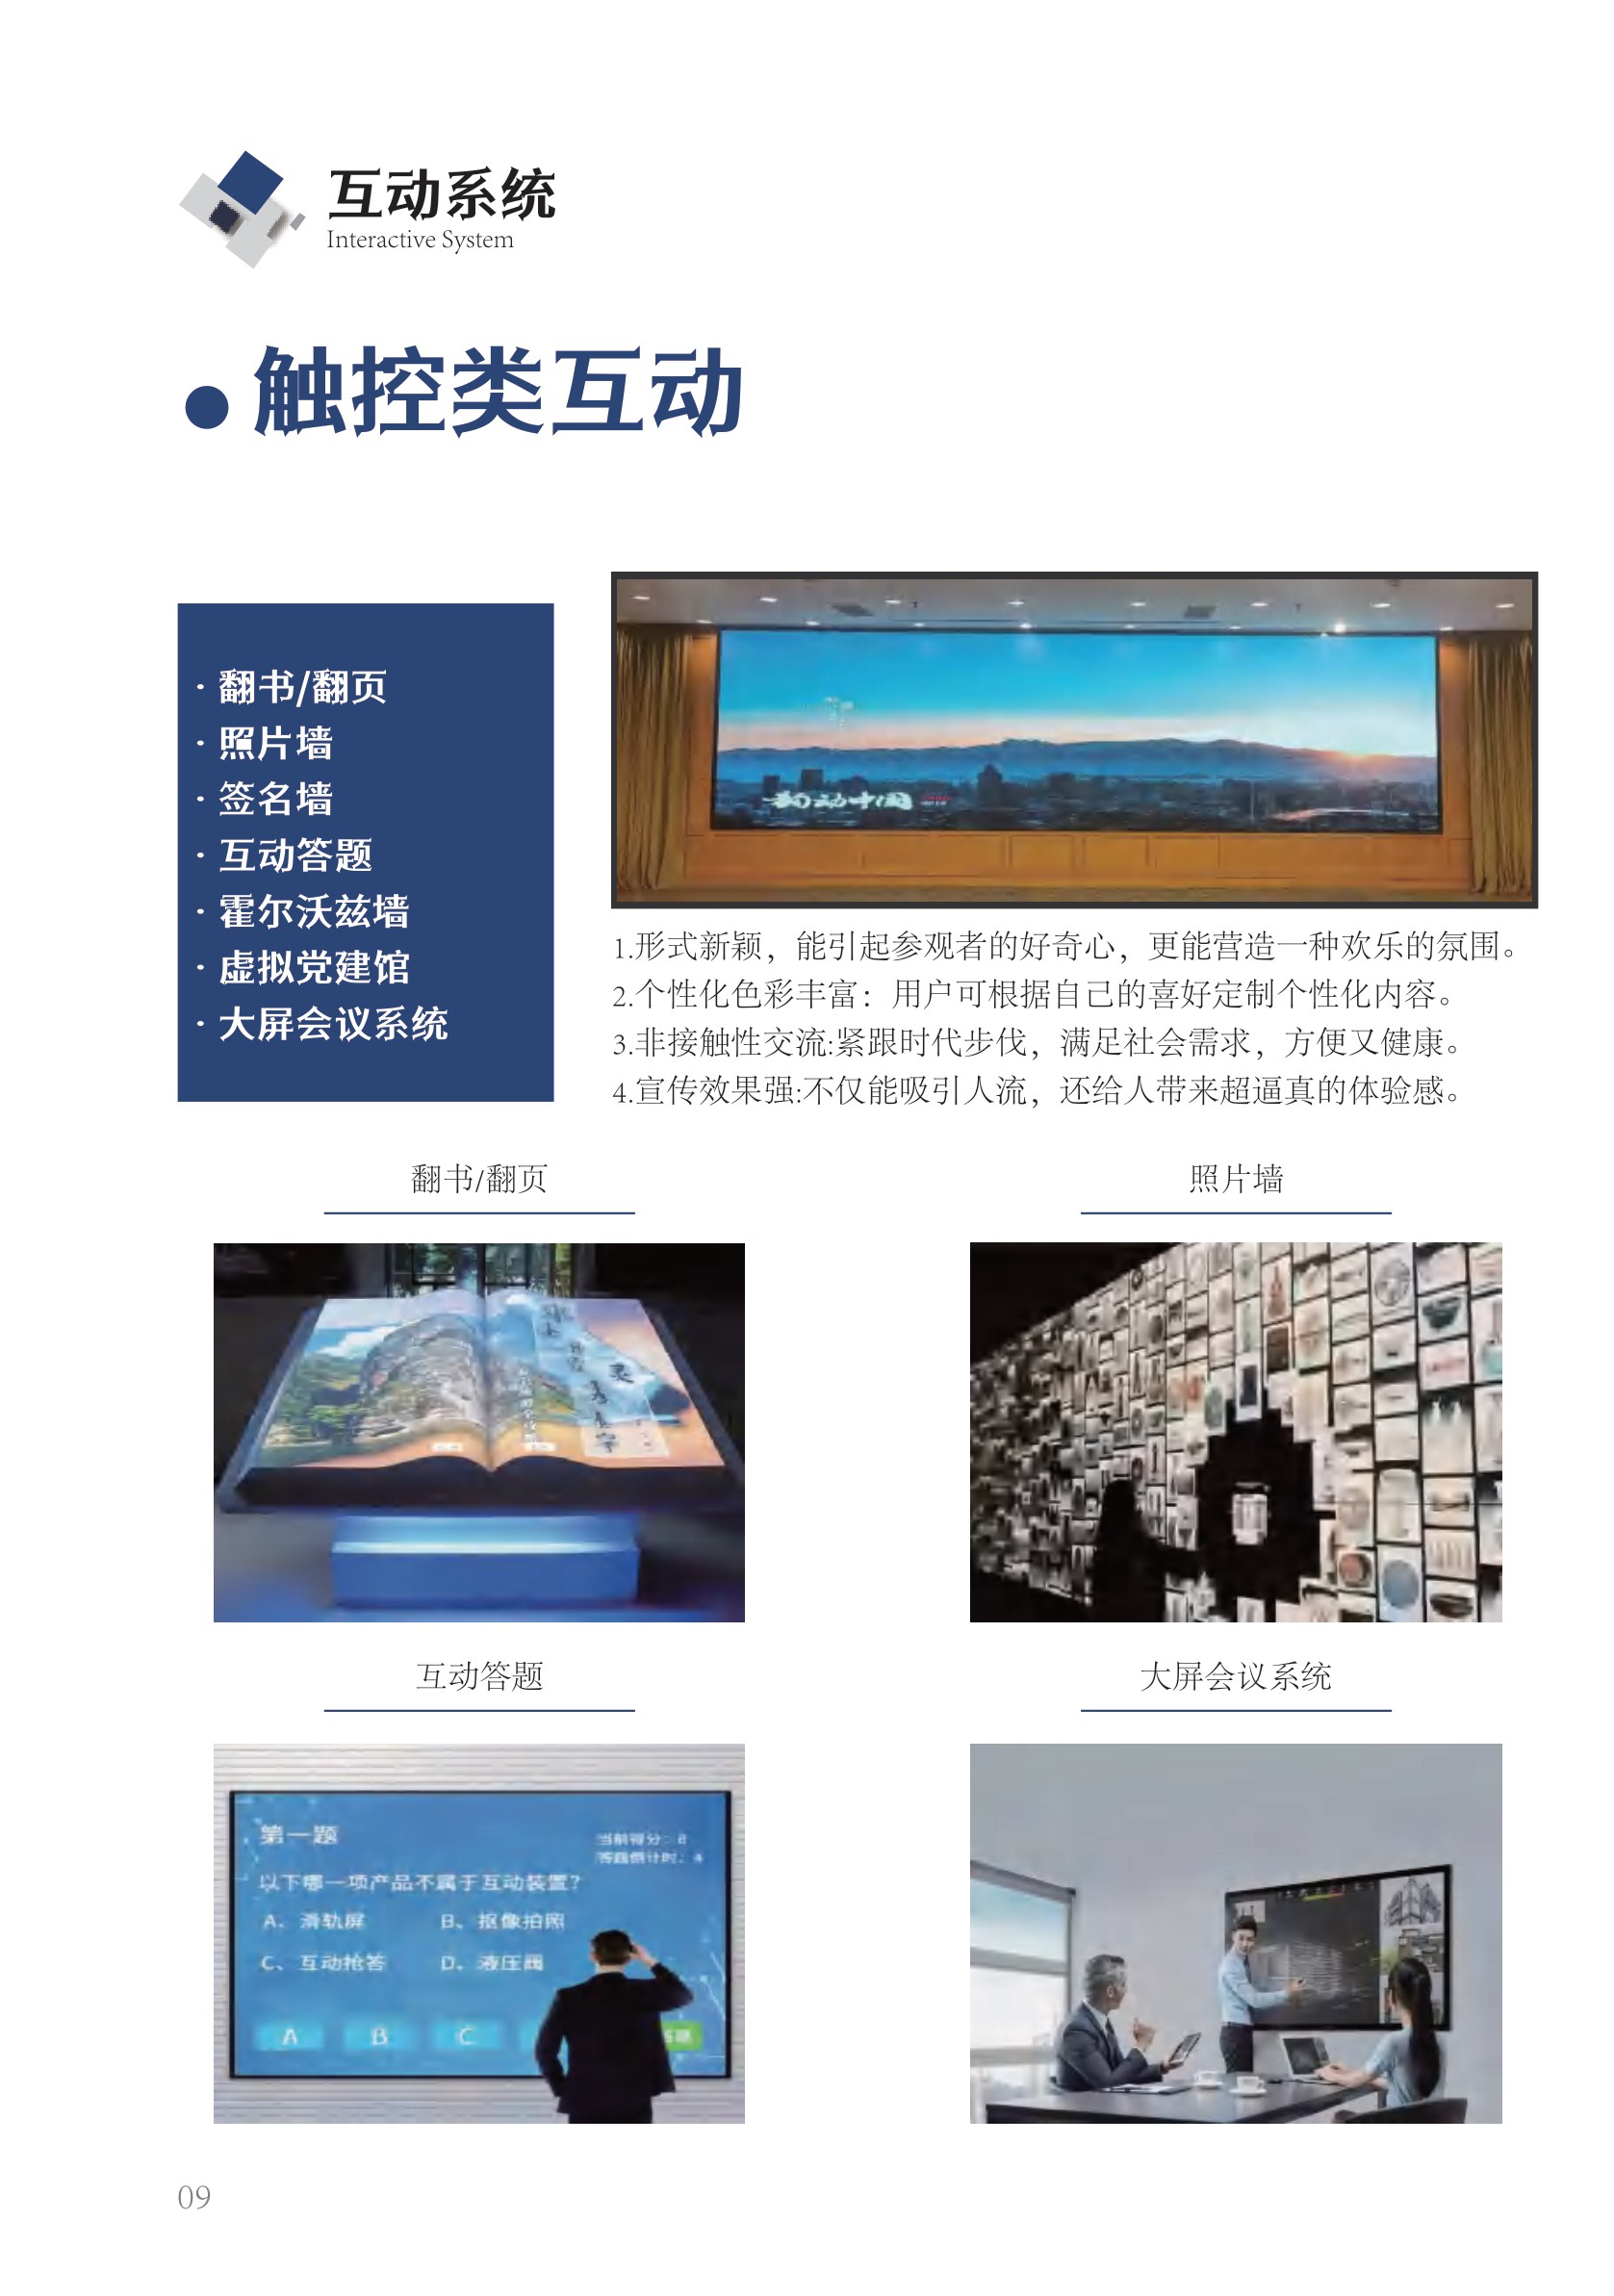 互动系统
Interactive System
触控类互动
· 翻书/翻页
· 照片墙
· 签名墙
· 互动答题
· 霍尔沃兹墙
· 虚拟党建馆
· 大屏会议系统
1.形式新颖，能引起参观者的好奇心，更能营造一种欢乐的氛围。
2.个性化色彩丰富：用户可根据自己的喜好定制个性化内容。
3.非接触性交流:紧跟时代步伐，满足社会需求，方便又健康。
4.宣传效果强:不仅能吸引人流，还给人带来超逼真的体验感。
翻书/翻页
照片墙
互动答题
大屏会议系统
第一题
当前得分：8
答题倒计时：4
以下哪一项产品不属于互动装置？
A、滑轨屏
B、抠像拍照
C、互动抢答
D、液压阀
A
B
C
09